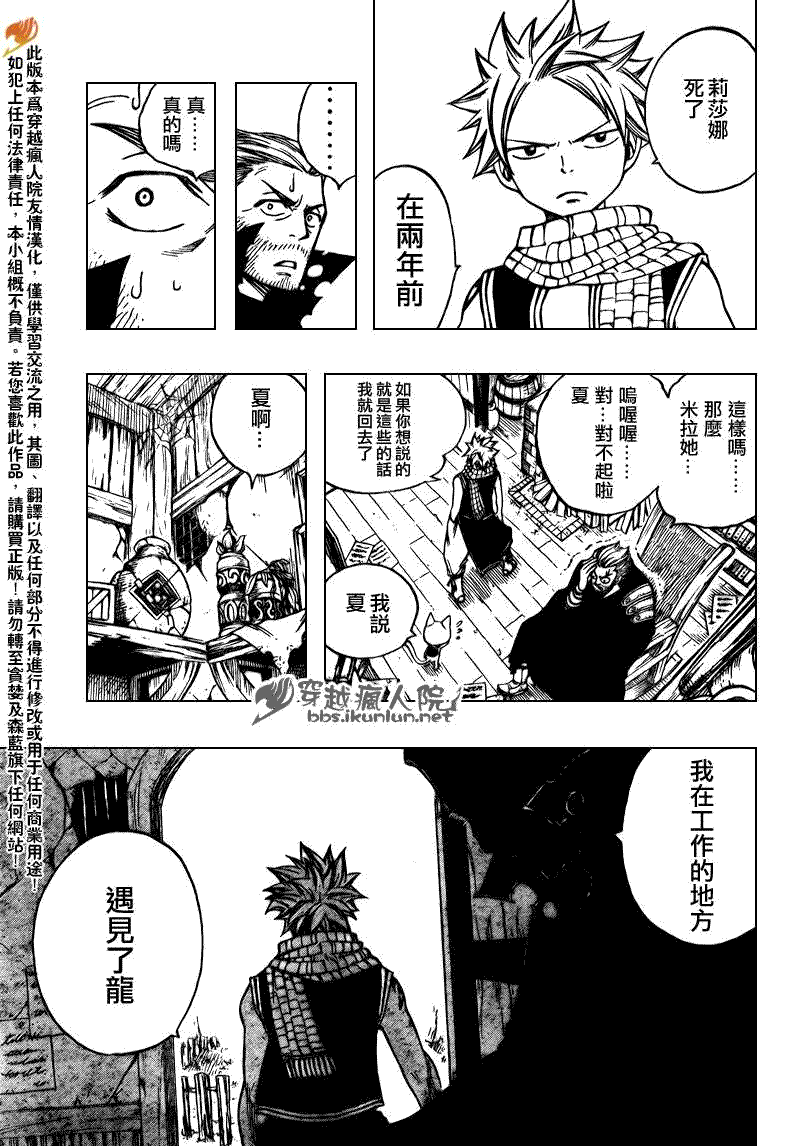 莉莎娜
死了
在兩年前
……
真……
真的嗎
這樣嗎……
那麼
米拉她…
嗚喔喔……
對…對不起啦
夏
如果你想說的
就是這些的話
我就回去了
我說
夏
夏啊…
我在工作的地方
遇見了龍
穿越瘋人院
bbs.ikunlun.net
此版本爲穿越瘋人院友情漢化，僅供學習交流之用，其圖、翻譯以及任何部分不得進行修改或用于任何商業用途！
如犯上任何法律責任，本小組概不負責。若您喜歡此作品，請購買正版！請勿轉至貪婪及森藍旗下任何網站！